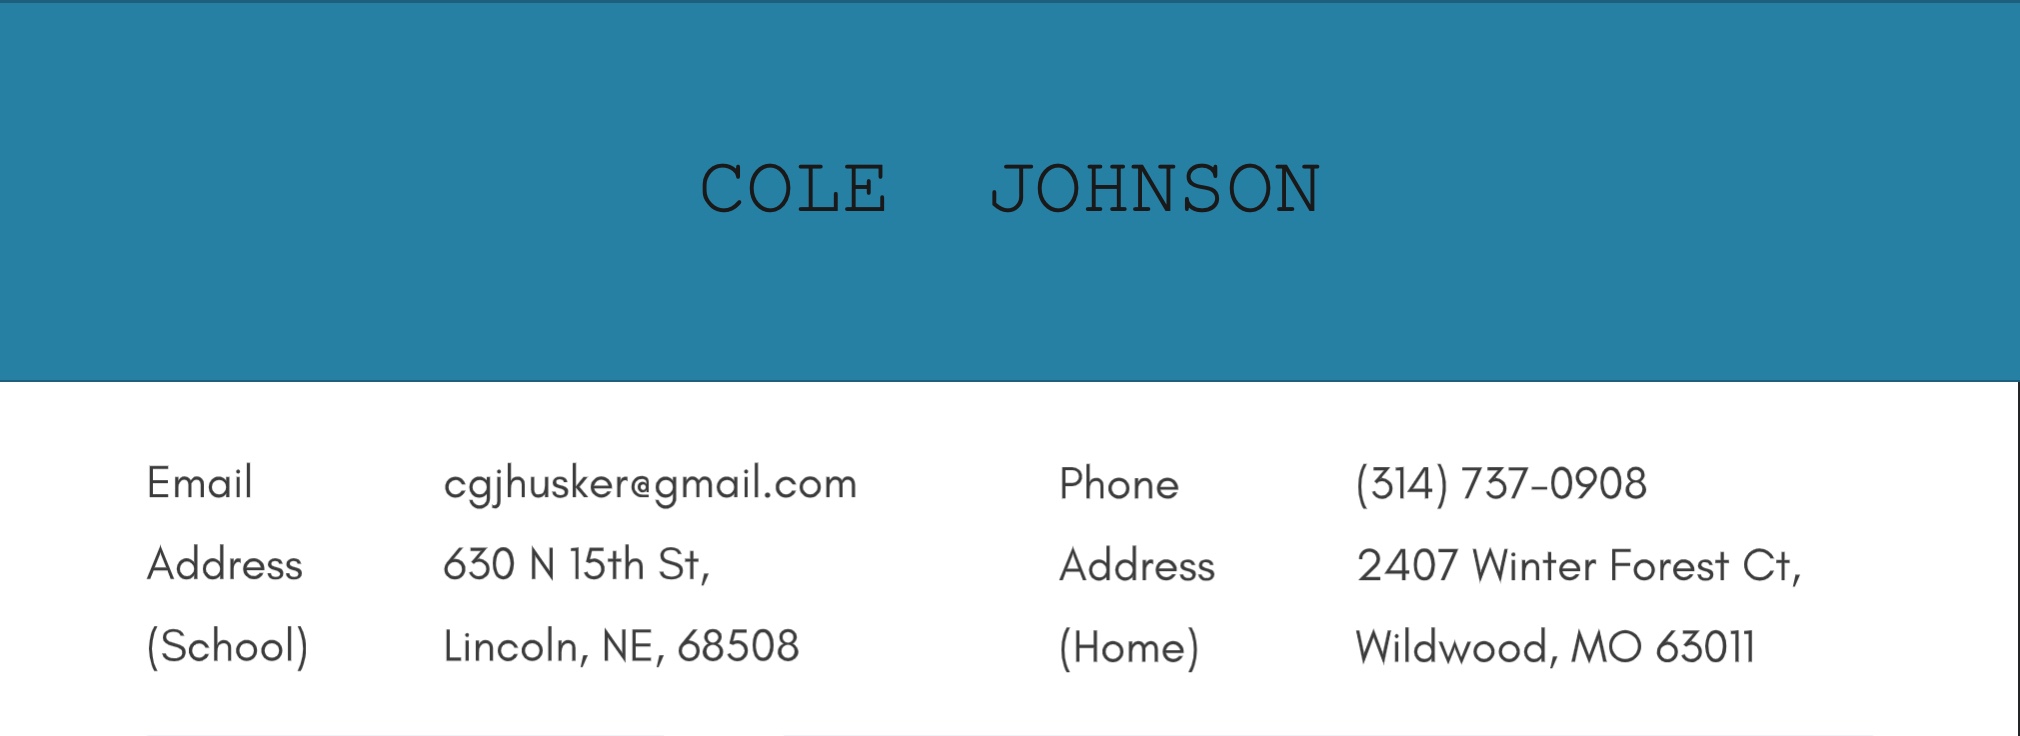 COLE JOHNSON
Email cgjhusker@gmail.com Phone (314) 737-0908
Address 630 N 15th St, Address 2407 Winter Forest Ct,
(School) Lincoln, NE, 68508 (Home) Wildwood, MO 63011